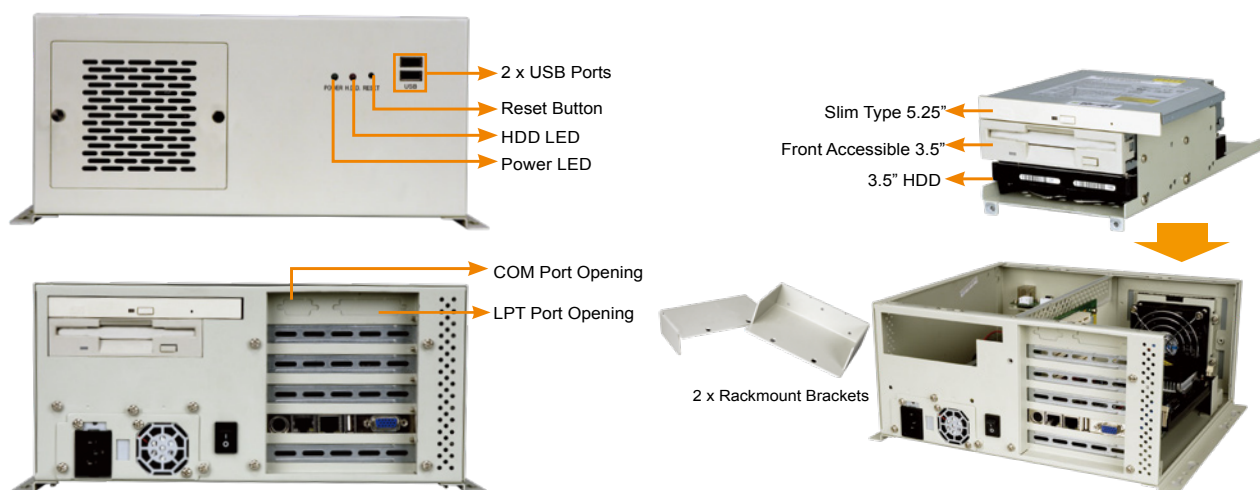 2 x USB Ports
Reset Button
HDD LED
Power LED
POWER H.D.D. RESET
USB
Slim Type 5.25”
Front Accessible 3.5”
3.5” HDD
COM Port Opening
LPT Port Opening
2 x Rackmount Brackets